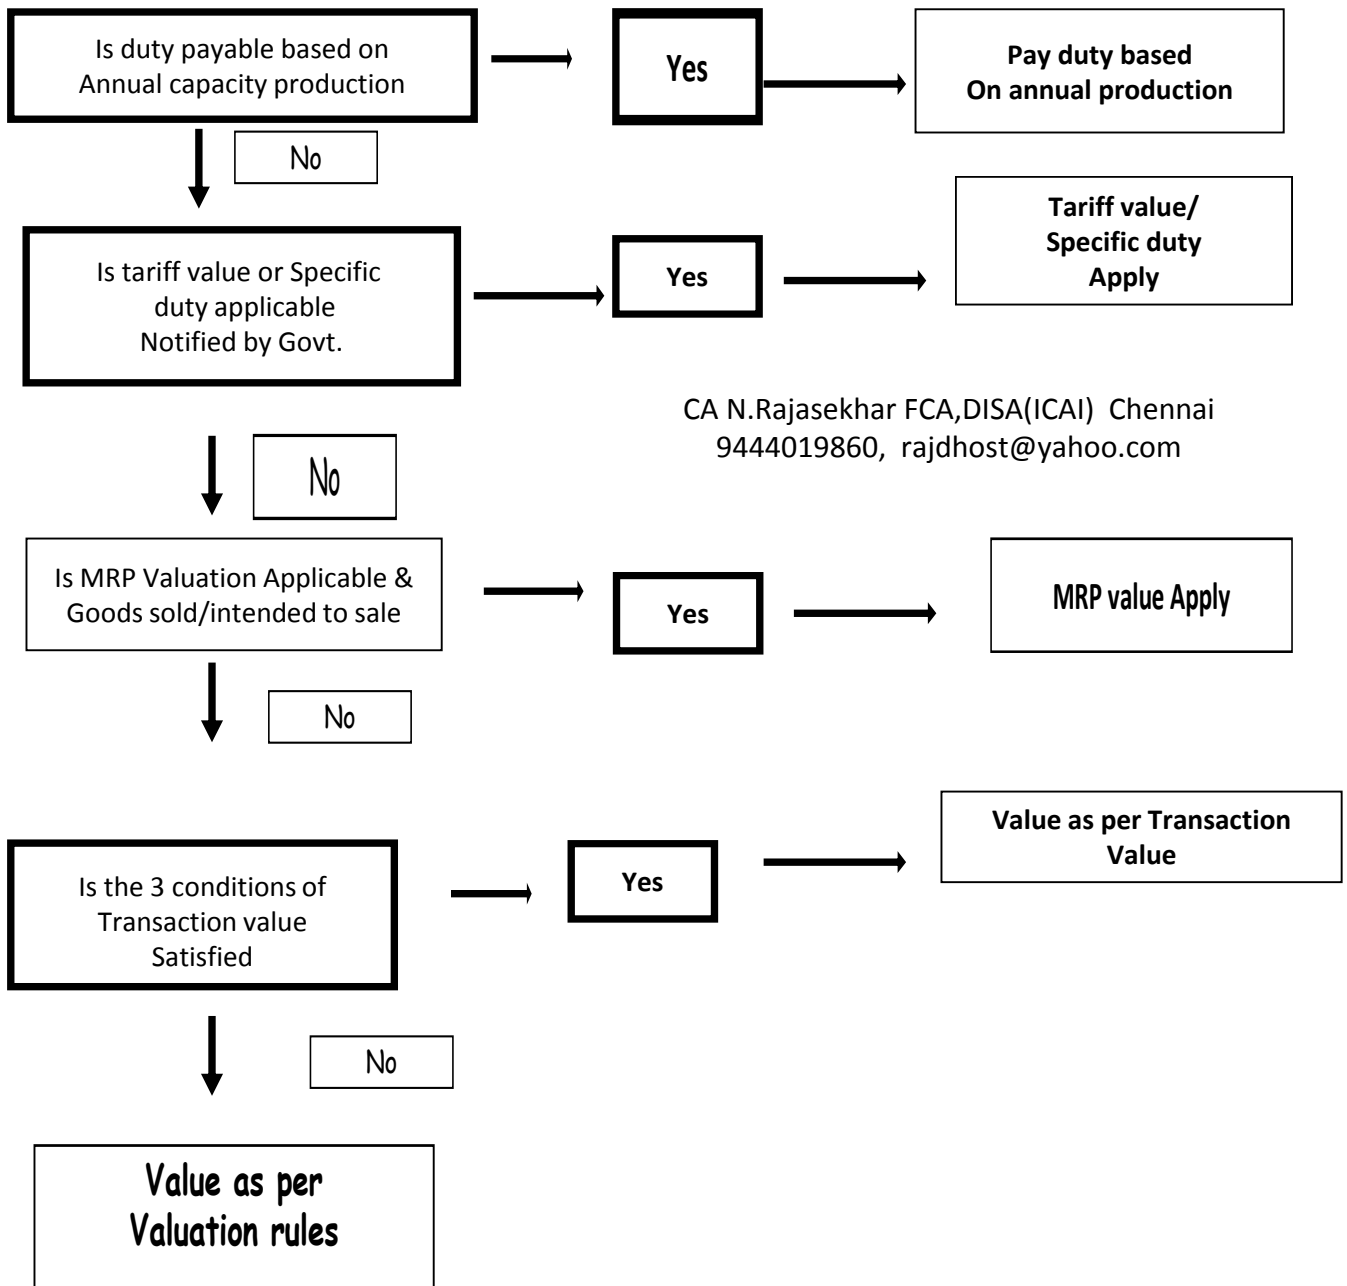 Is duty payable based on
Annual capacity production
Yes
Pay duty based
On annual production
No
Is tariff value or Specific
duty applicable
Notified by Govt.
Yes
Tariff value/
Specific duty
Apply
CA N.Rajasekhar FCA,DISA(ICAI) Chennai
9444019860, rajdhost@yahoo.com
No
Is MRP Valuation Applicable &
Goods sold/intended to sale
Yes
MRP value Apply
No
Is the 3 conditions of
Transaction value
Satisfied
Yes
Value as per Transaction
Value
No
Value as per
Valuation rules